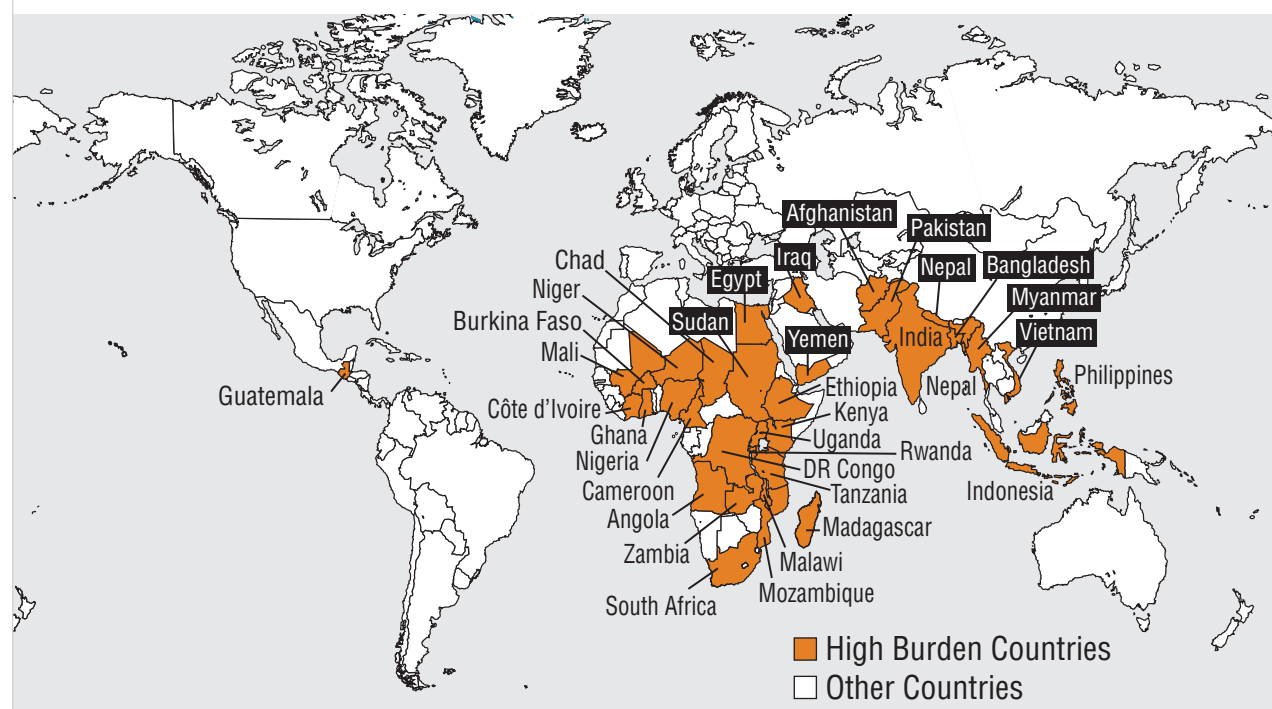 Afghanistan
Pakistan
Chad
Iraq
Nepal
Bangladesh
Egypt
Niger
Myanmar
Burkina Faso
Sudan
Vietnam
Yemen
India
Mali
Guatemala
Ethiopia
Nepal
Philippines
Côte d’Ivoire
Kenya
Ghana
Uganda
Rwanda
Nigeria
DR Congo
Cameroon
Tanzania
Indonesia
Angola
Madagascar
Zambia
Malawi
Mozambique
South Africa
High Burden Countries
Other Countries